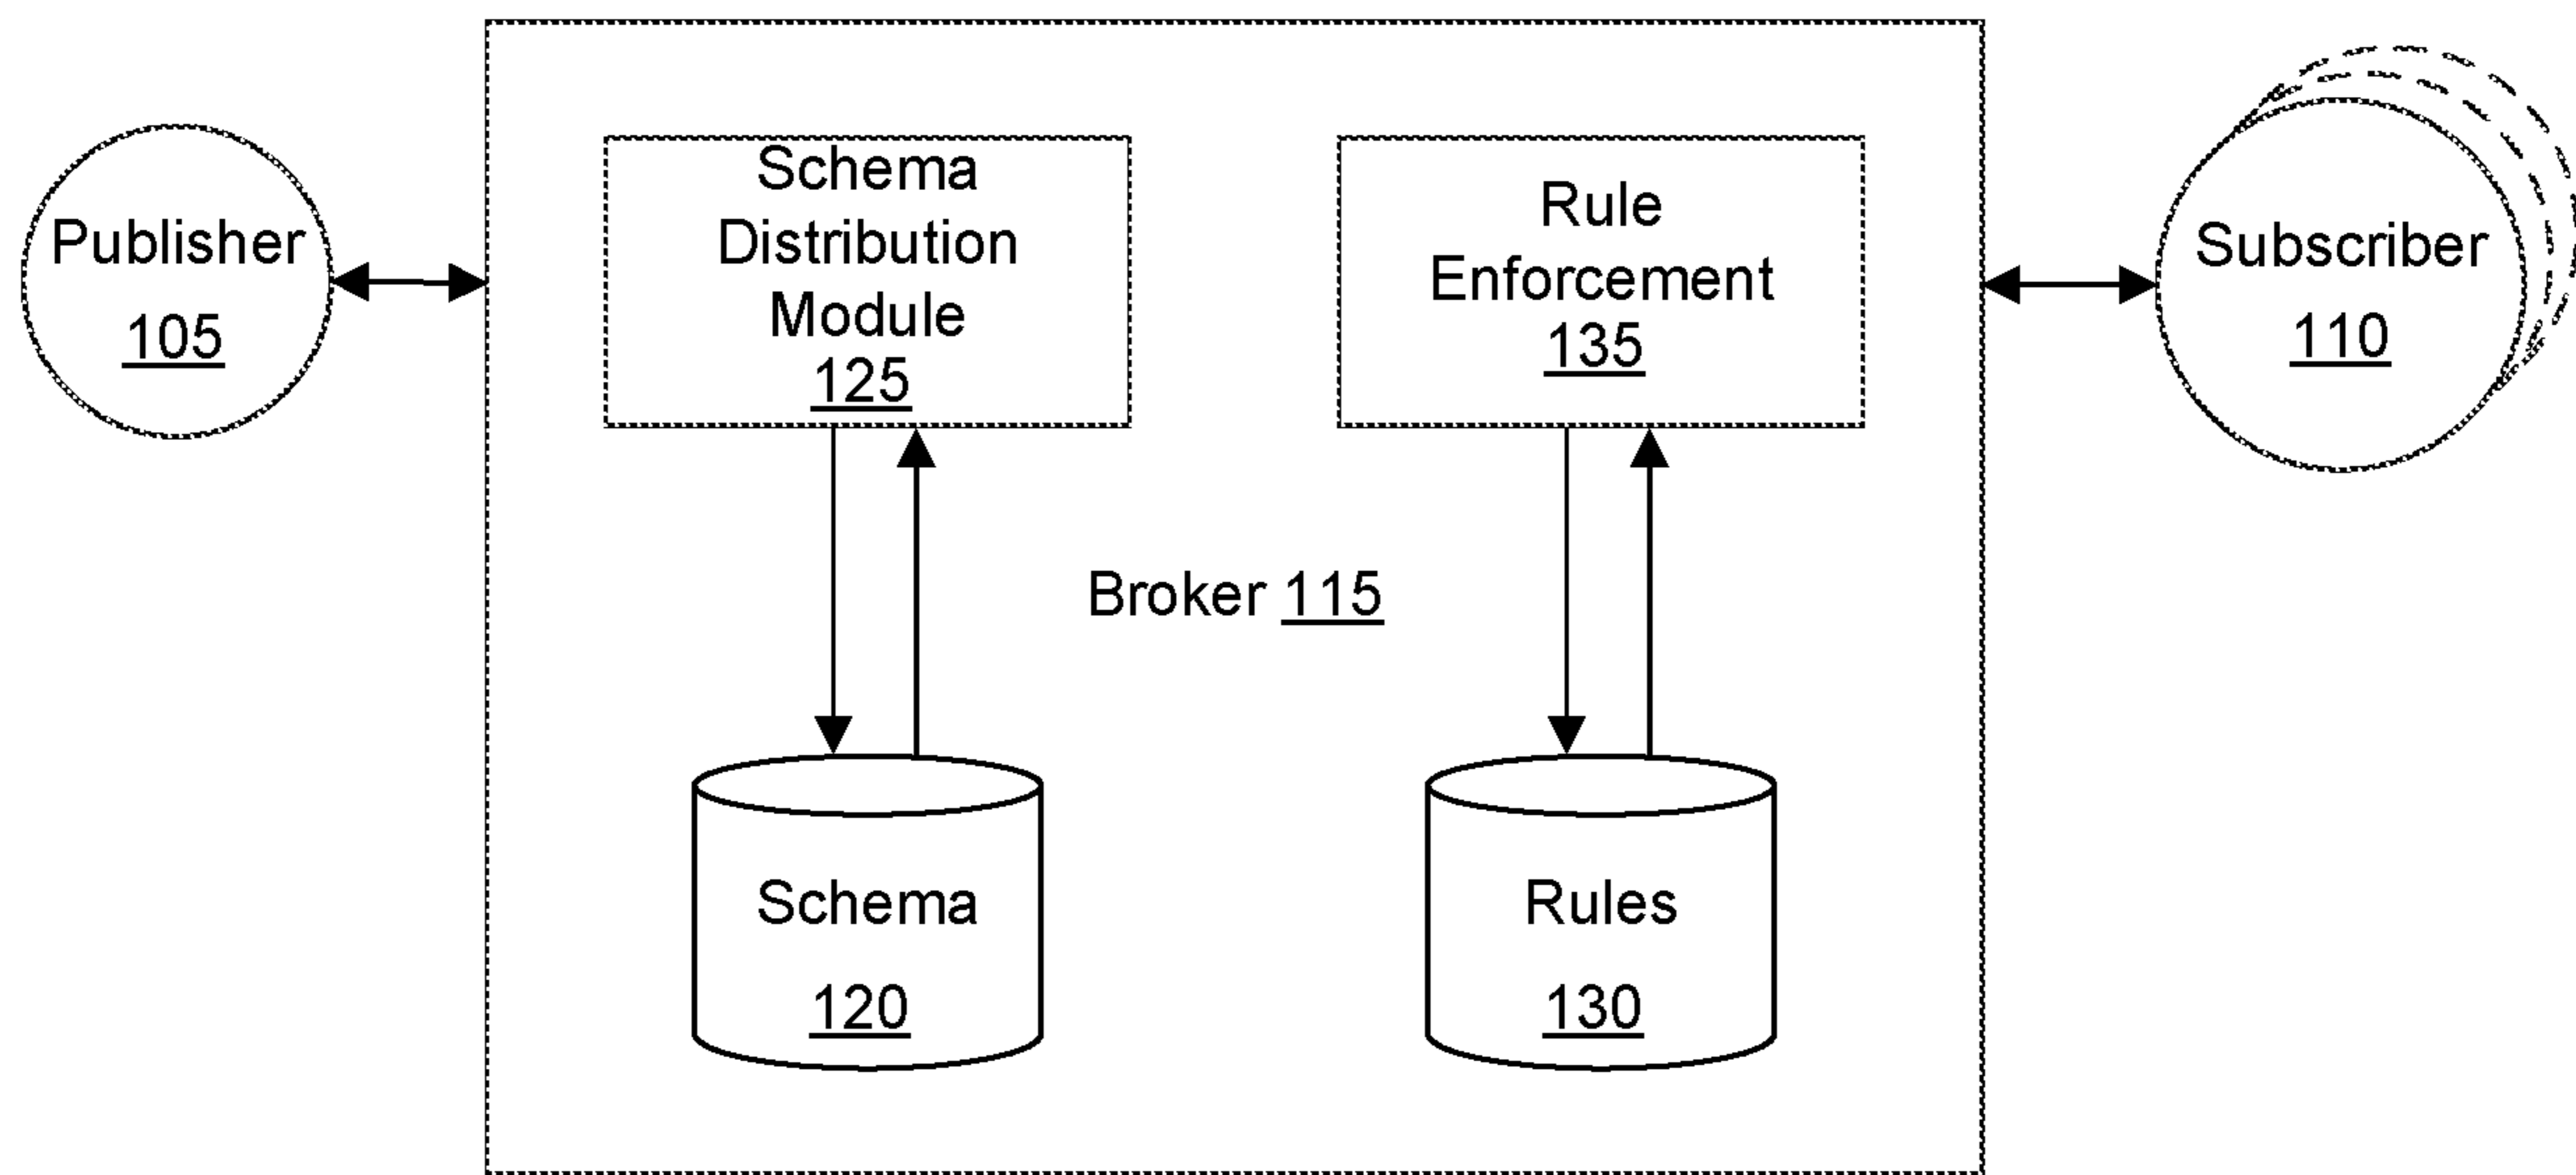 Publisher
105
Schema
Distribution
Module
125
Rule
Enforcement
135
Subscriber
110
Broker 115
Schema
120
Rules
130